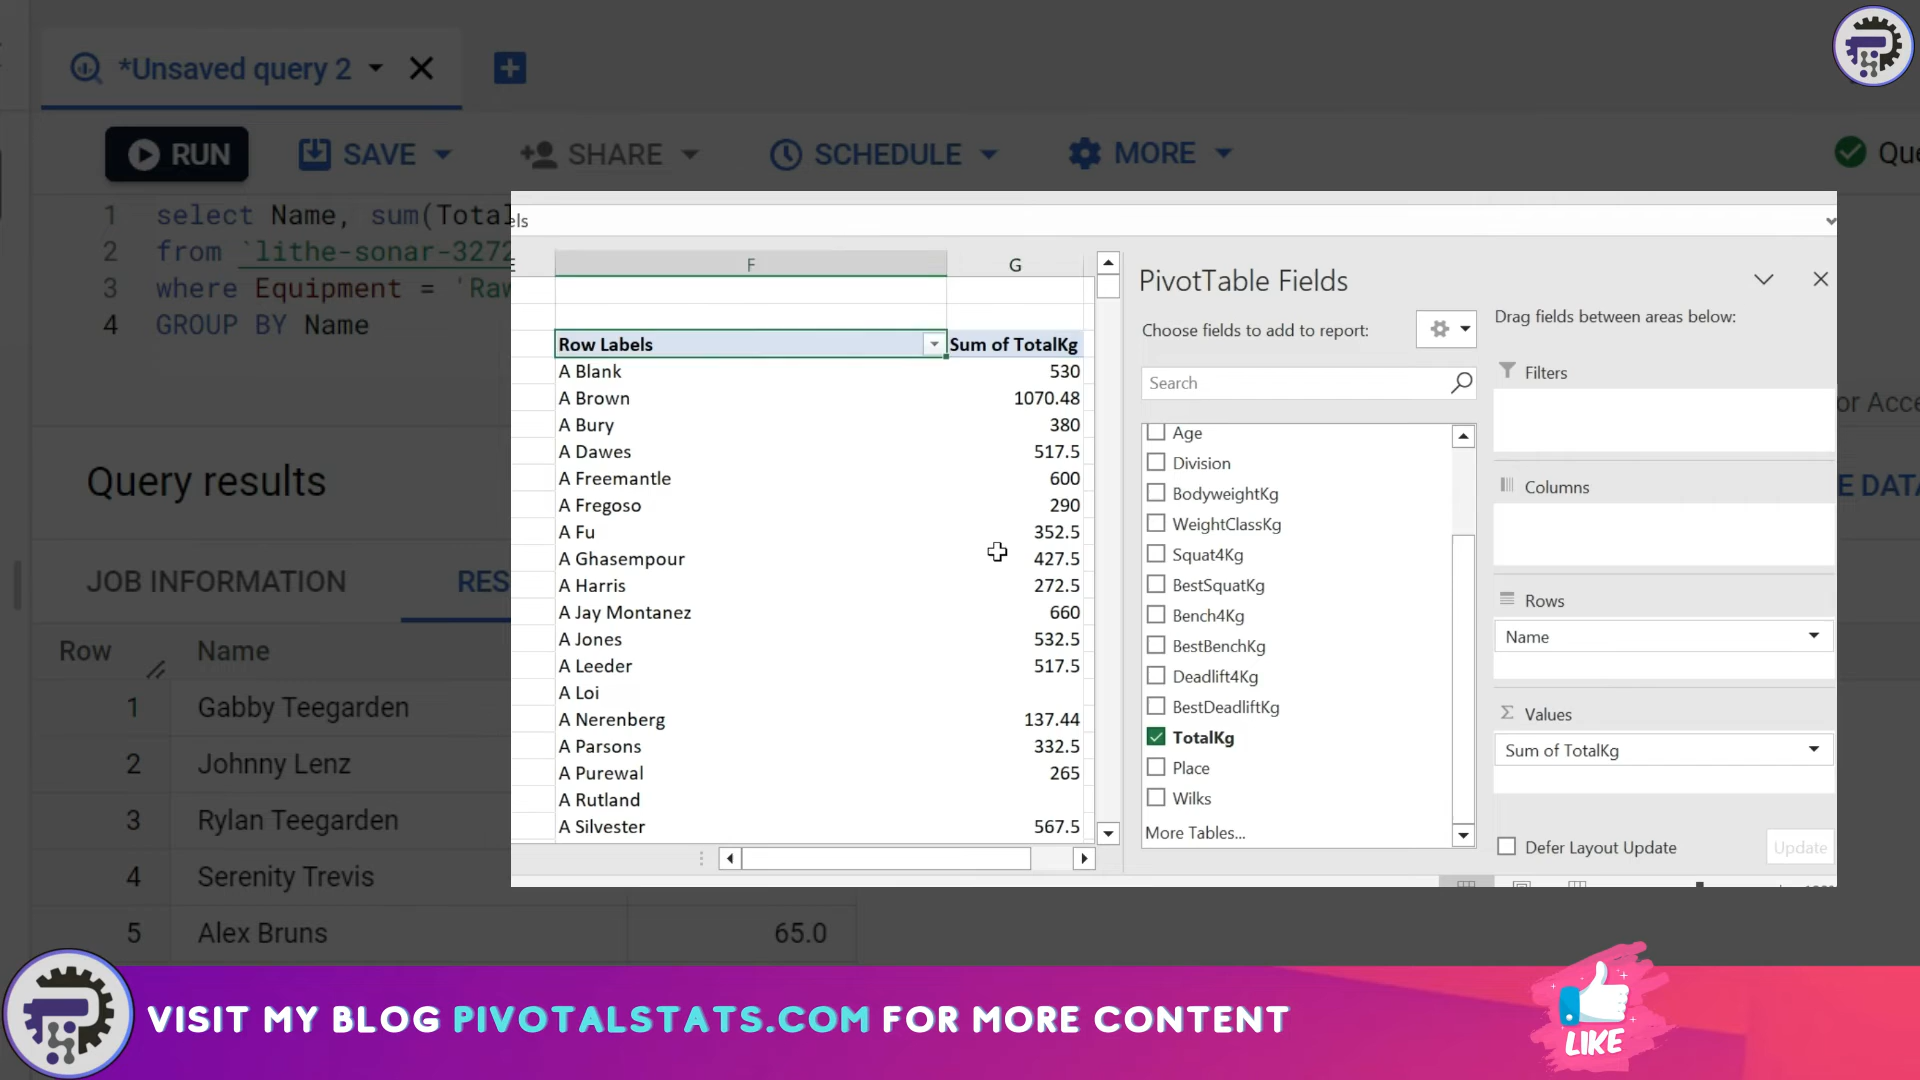 *Unsaved query 2
RUN
SAVE
SHARE
SCHEDULE
MORE
1 select Name, sum(Total
2 from `lithe-sonar-3272
3 where Equipment = 'Raw
4 GROUP BY Name
Query results
JOB INFORMATION
Row Name
1 Gabby Teegarden
2 Johnny Lenz
3 Rylan Teegarden
4 Serenity Trevis
5 Alex Bruns 65.0
F G
Row Labels Sum of TotalKg
A Blank 530
A Brown 1070.48
A Bury 380
A Dawes 517.5
A Freemantle 600
A Fregoso 290
A Fu 352.5
A Ghasempour 427.5
A Harris 272.5
A Jay Montanez 660
A Jones 532.5
A Leeder 517.5
A Loi
A Nerenberg 137.44
A Parsons 332.5
A Purewal 265
A Rutland
A Silvester 567.5
PivotTable Fields
Choose fields to add to report:
Search
Age
Division
BodyweightKg
WeightClassKg
Squat4Kg
BestSquatKg
Bench4Kg
BestBenchKg
Deadlift4Kg
BestDeadliftKg
TotalKg
Place
Wilks
More Tables...
Drag fields between areas below:
Filters
Columns
Rows
Name
Σ Values
Sum of TotalKg
Defer Layout Update
Update
VISIT MY BLOG PIVOTALSTATS.COM FOR MORE CONTENT
LIKE